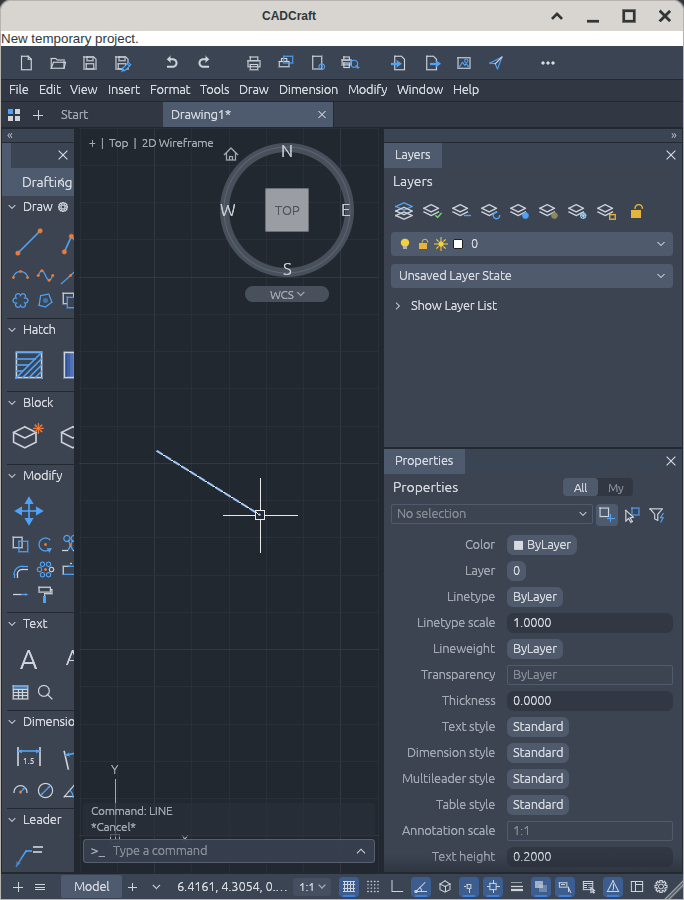 CADCraft
New temporary project.
File Edit View Insert Format Tools Draw Dimension Modify Window Help
Start
Drawing1*
Drafting
+ | Top | 2D Wireframe
N
W
TOP
E
S
WCS
Draw
Hatch
Block
Modify
Text
A
A
Dimensio
1.5
Leader
Y
Command: LINE
*Cancel*
>_ Type a command
Layers
Layers
0
Unsaved Layer State
Show Layer List
Properties
Properties
All My
No selection
Color ByLayer
Layer 0
Linetype ByLayer
Linetype scale 1.0000
Lineweight ByLayer
Transparency ByLayer
Thickness 0.0000
Text style Standard
Dimension style Standard
Multileader style Standard
Table style Standard
Annotation scale 1:1
Text height 0.2000
Model
6.4161, 4.3054, 0.… 1:1